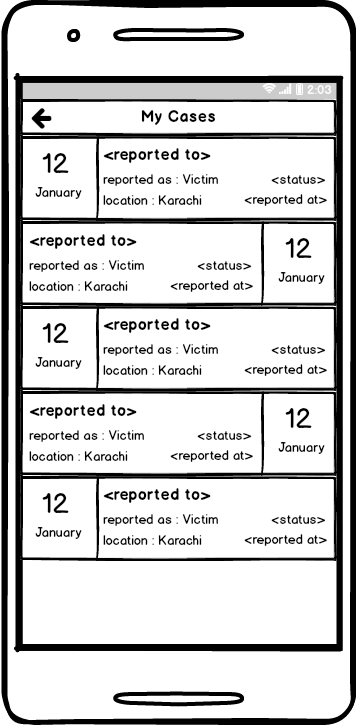 2:03
My Cases
12
January
<reported to>
reported as : Victim
<status>
location : Karachi
<reported at>
<reported to>
reported as : Victim
<status>
location : Karachi
<reported at>
12
January
12
January
<reported to>
reported as : Victim
<status>
location : Karachi
<reported at>
<reported to>
reported as : Victim
<status>
location : Karachi
<reported at>
12
January
12
January
<reported to>
reported as : Victim
<status>
location : Karachi
<reported at>